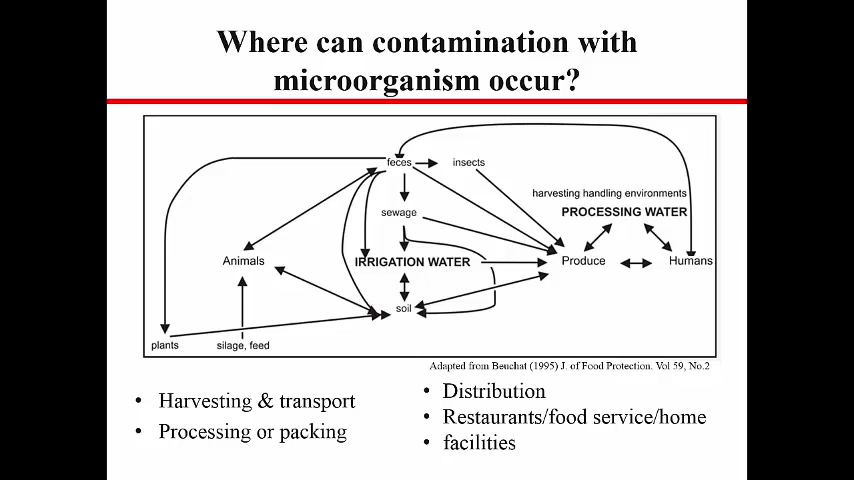 Where can contamination with
microorganism occur?
feces
insects
harvesting handling environments
PROCESSING WATER
sewage
Animals
IRRIGATION WATER
Produce
Humans
soil
plants
silage, feed
Adapted from Beuchat (1995) J. of Food Protection. Vol 59, No.2
• Harvesting & transport
• Processing or packing
• Distribution
• Restaurants/food service/home
• facilities